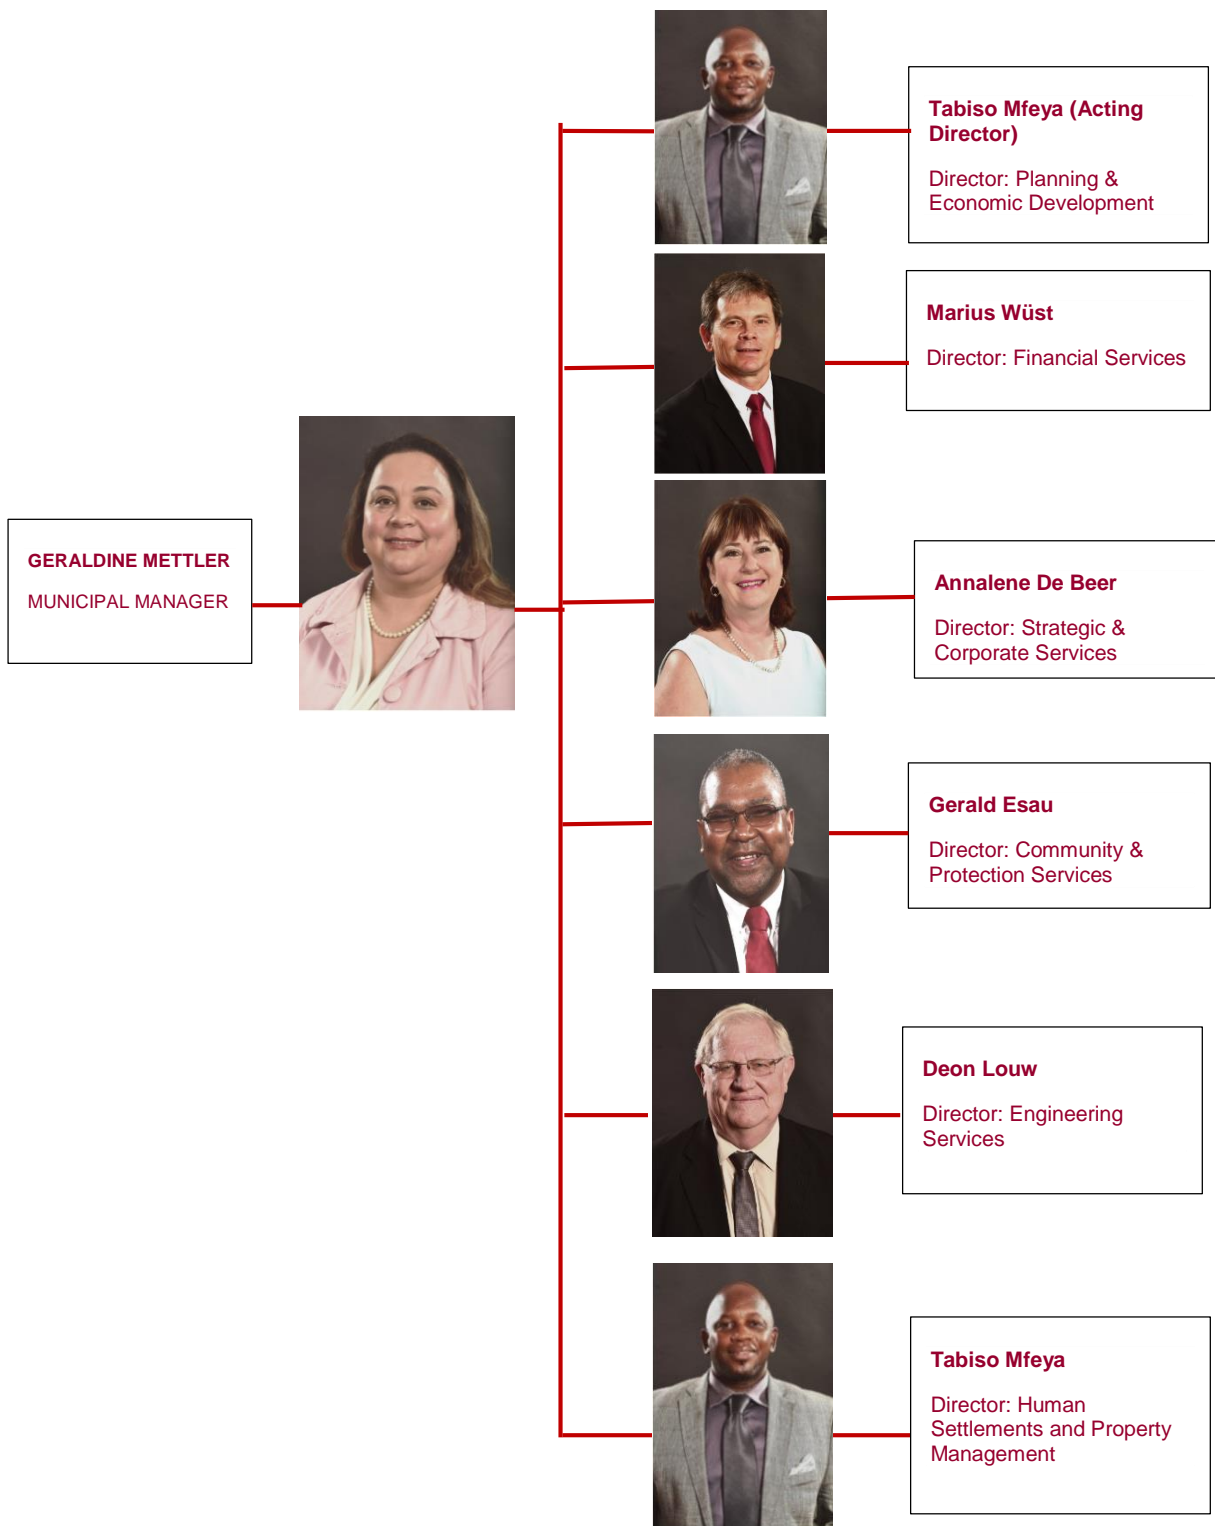 Tabiso Mfeya (Acting
Director)
Director: Planning &
Economic Development
Marius Wüst
Director: Financial Services
GERALDINE METTLER
MUNICIPAL MANAGER
Annalene De Beer
Director: Strategic &
Corporate Services
Gerald Esau
Director: Community &
Protection Services
Deon Louw
Director: Engineering
Services
Tabiso Mfeya
Director: Human
Settlements and Property
Management